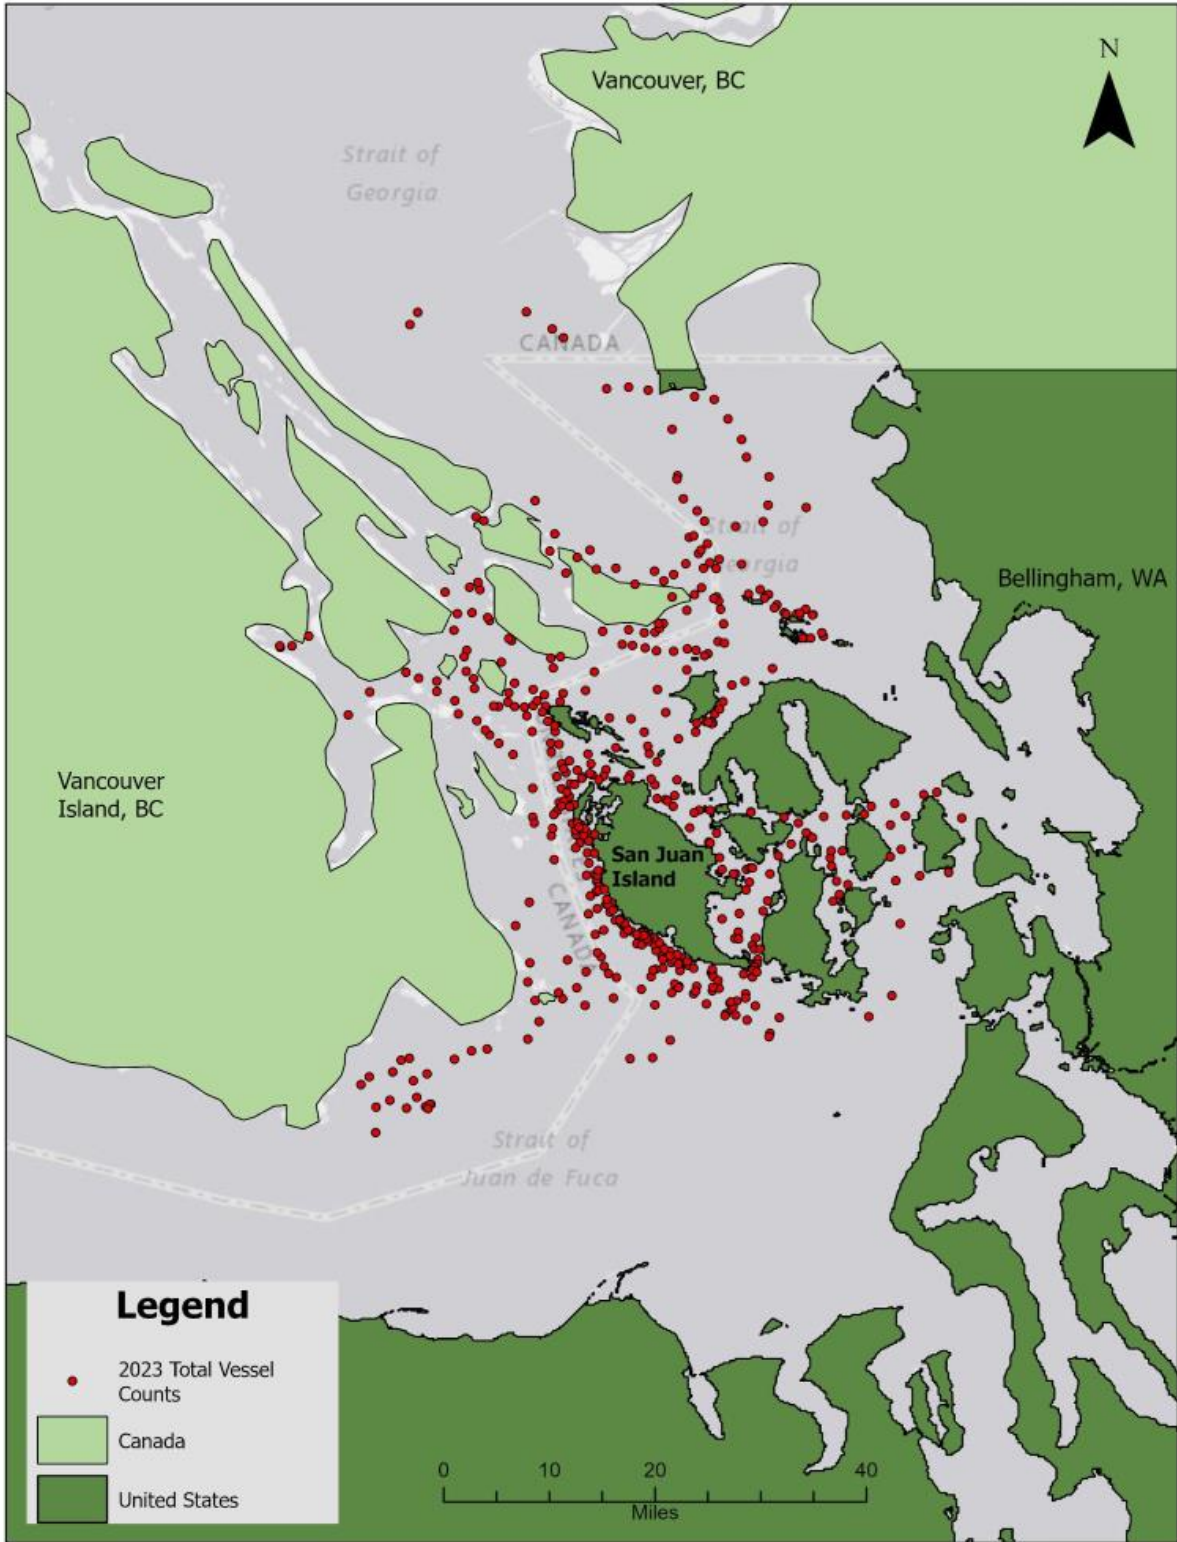 N
Vancouver, BC
Strait of
Georgia
CANADA
Strait of
Georgia
Bellingham, WA
Vancouver
Island, BC
San Juan
Island
CANADA
Strait of
Juan de Fuca
Legend
2023 Total Vessel
Counts
Canada
United States
0 10 20 40
Miles